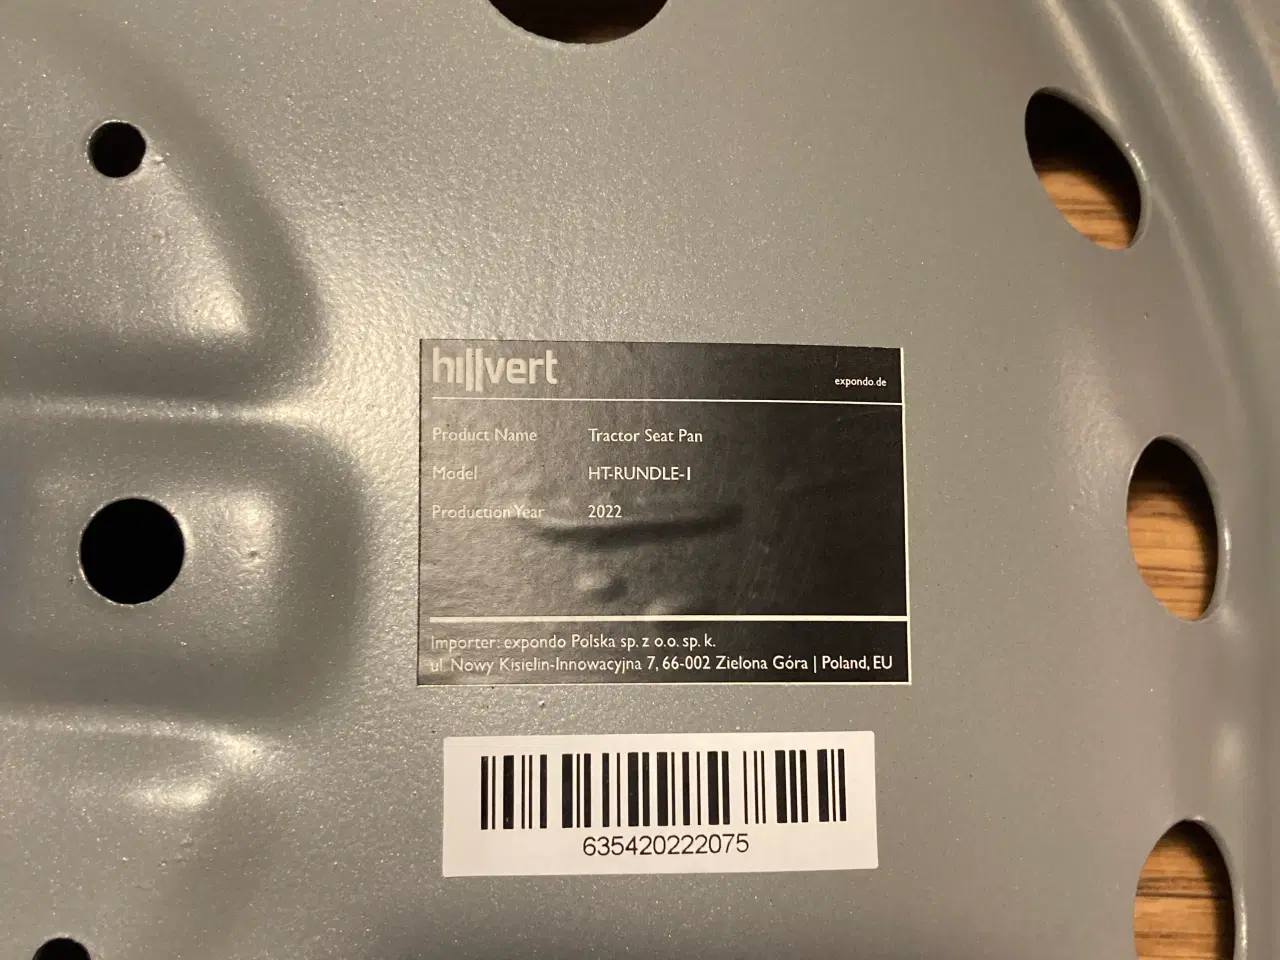 hillvert
expondo.de
Product Name Tractor Seat Pan
Model HT-RUNDLE-1
Production Year 2022
Importer: expondo Polska sp. z o.o. sp. k.
ul. Nowy Kisielin-Innowacyjna 7, 66-002 Zielona Góra | Poland, EU
635420222075